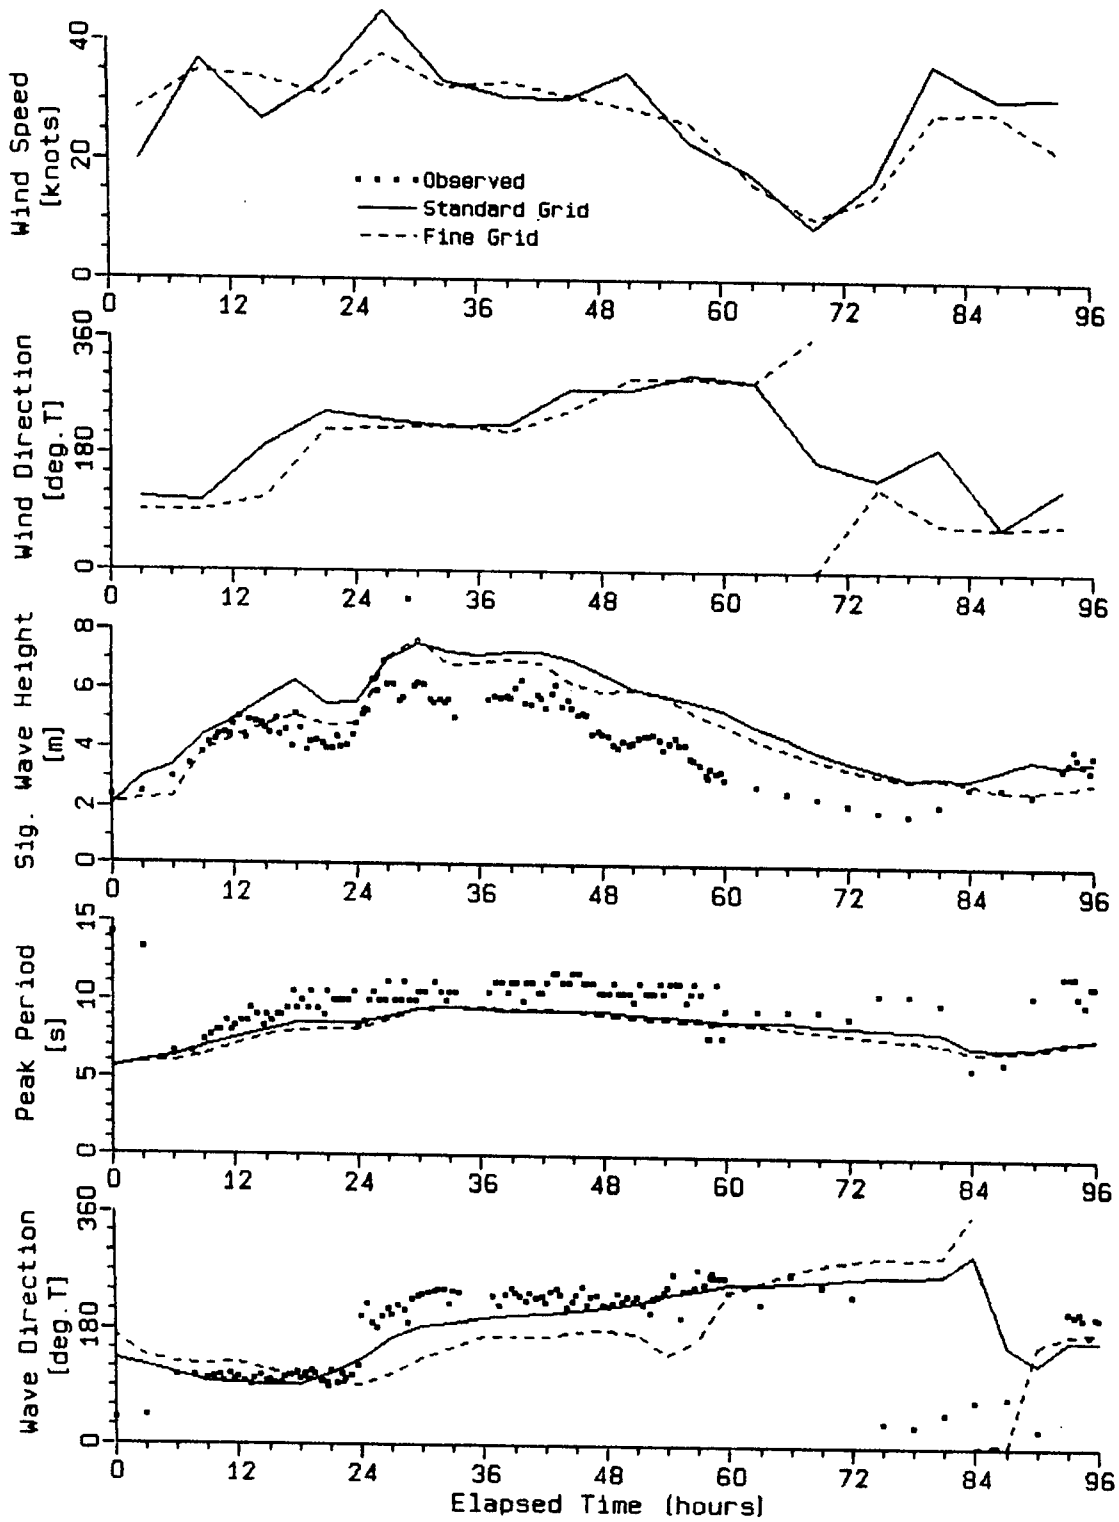 Wind Speed
[knots]
40
20
0
Observed
Standard Grid
Fine Grid
0 12 24 36 48 60 72 84 96
Wind Direction
[deg.T]
360
180
0
0 12 24 36 48 60 72 84 96
Sig. Wave Height
[m]
8
6
4
2
0
0 12 24 36 48 60 72 84 96
Peak Period
[s]
15
10
5
0
0 12 24 36 48 60 72 84 96
Wave Direction
[deg.T]
360
180
0
0 12 24 36 48 60 72 84 96
Elapsed Time (hours)